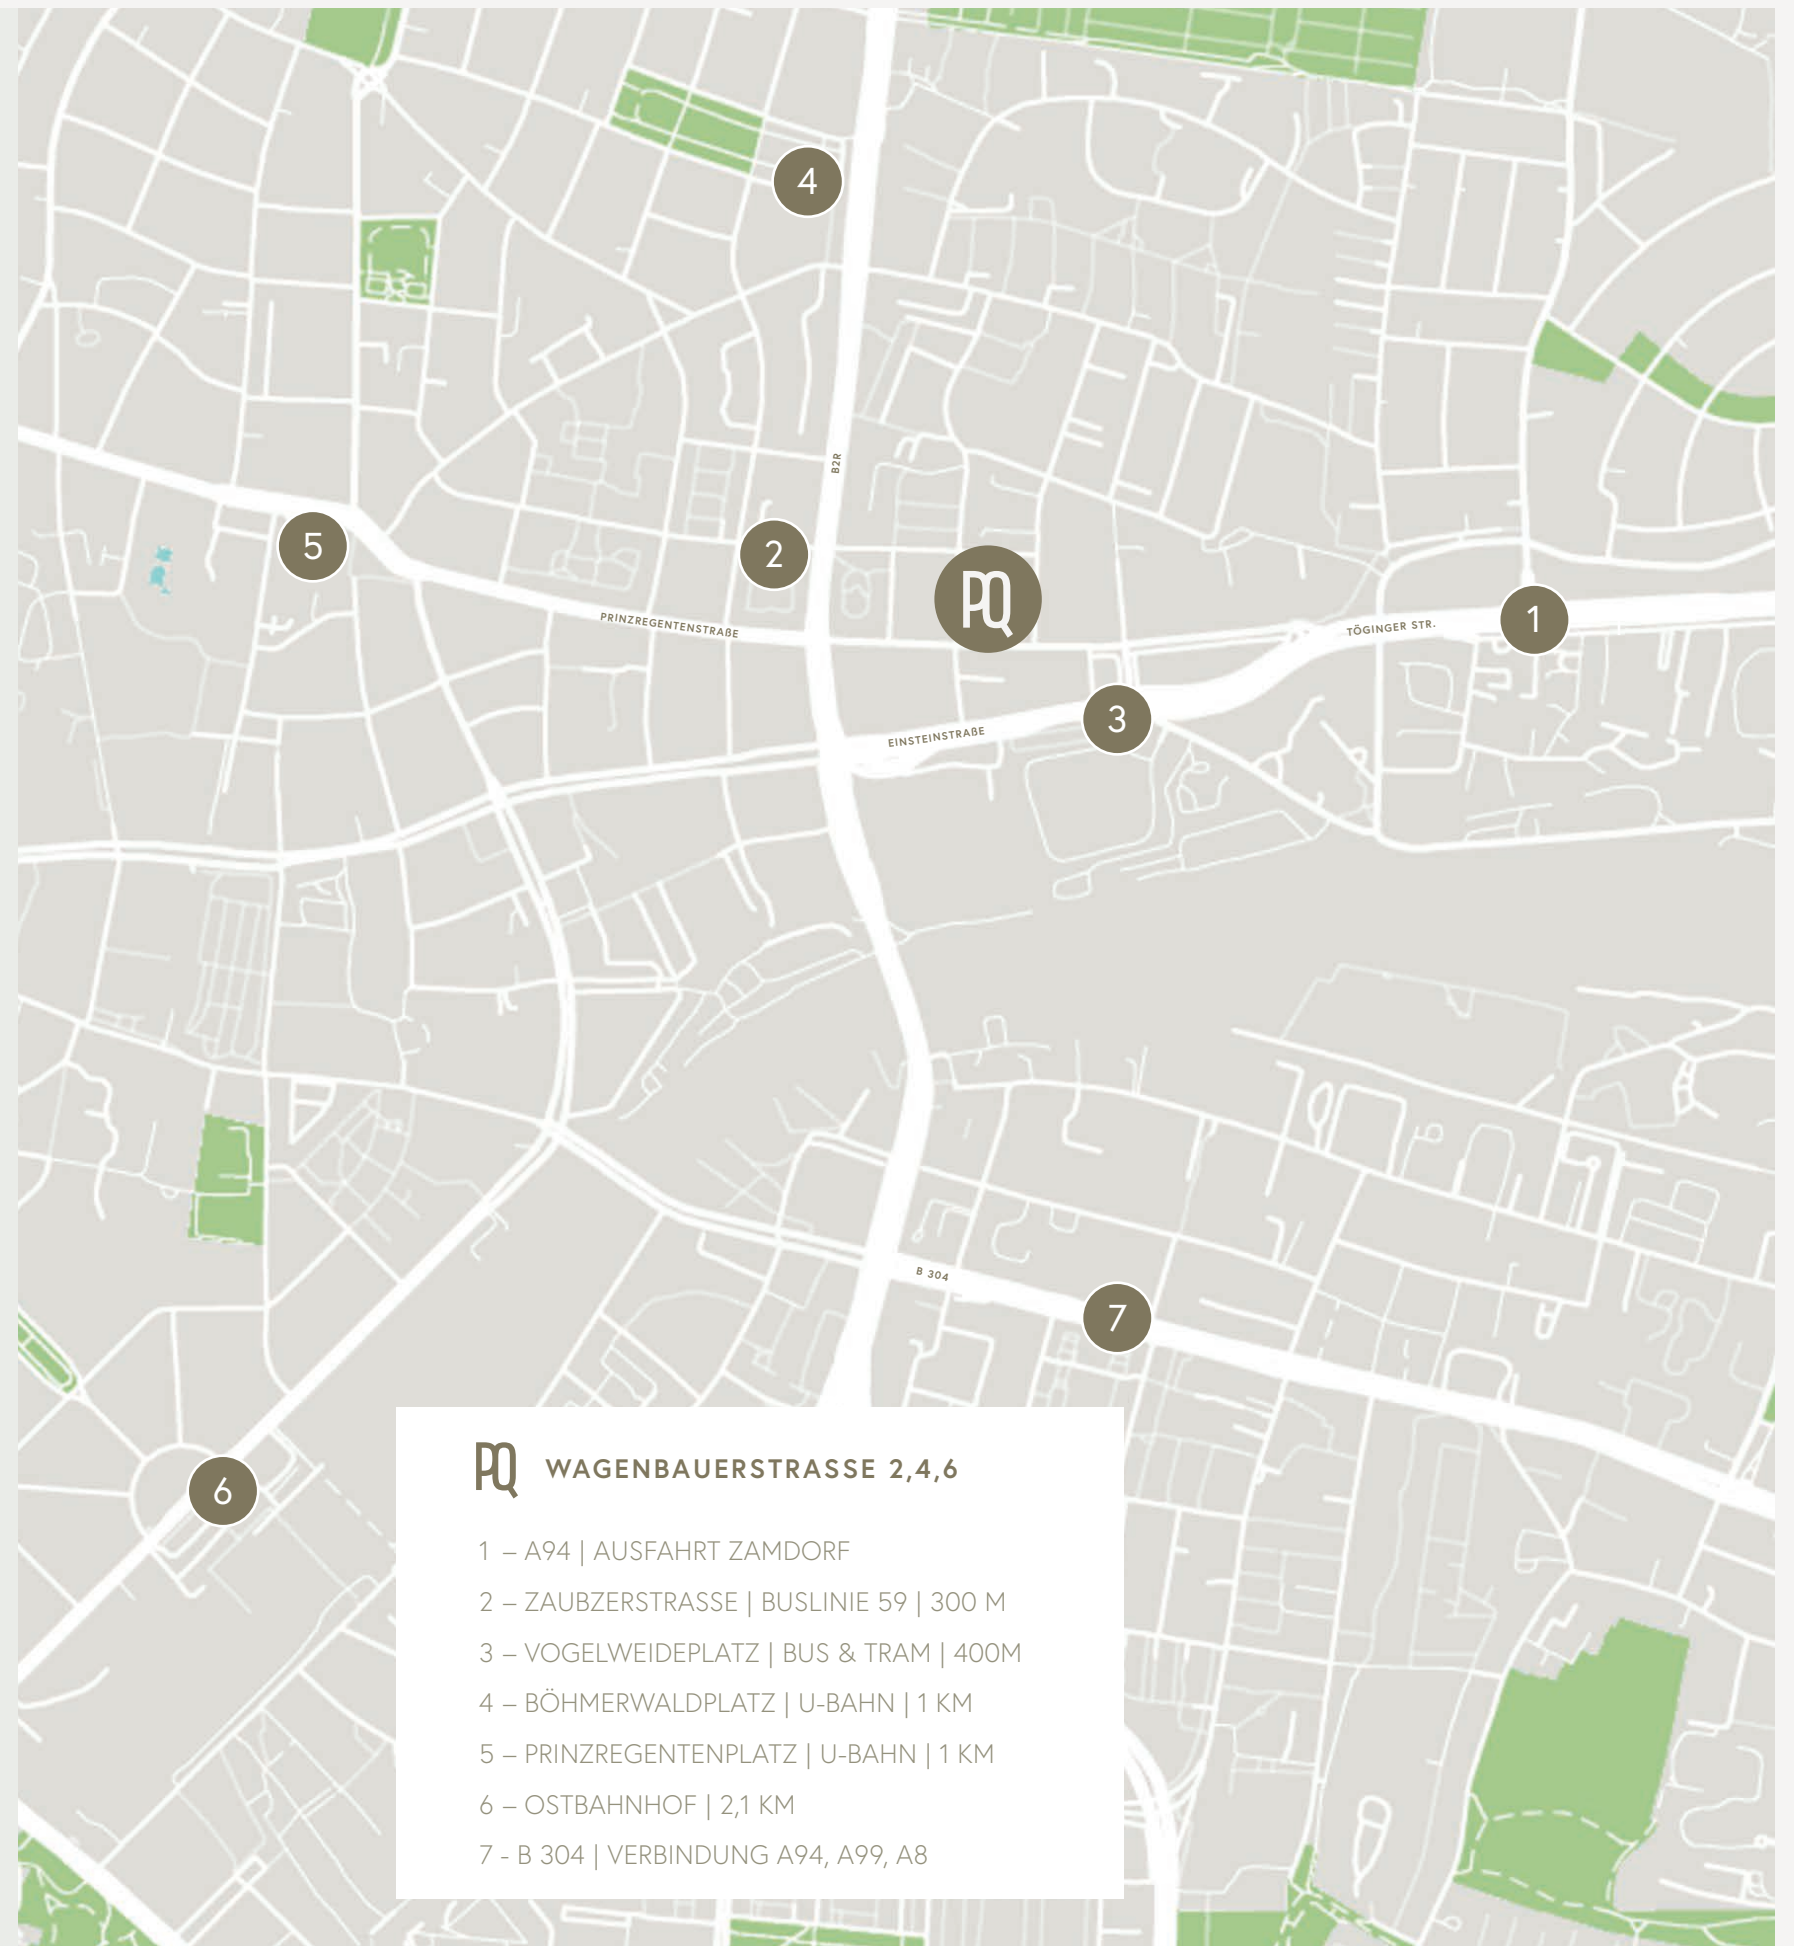 4
B2R
5
2
PQ
1
PRINZREGENTENSTRAßE
TÖGINGER STR.
3
EINSTEINSTRAßE
B 304
7
6
PQ WAGENBAUERSTRASSE 2,4,6
1 – A94 | AUSFAHRT ZAMDORF
2 – ZAUBZERSTRASSE | BUSLINIE 59 | 300 M
3 – VOGELWEIDEPLATZ | BUS & TRAM | 400M
4 – BÖHMERWALDPLATZ | U-BAHN | 1 KM
5 – PRINZREGENTENPLATZ | U-BAHN | 1 KM
6 – OSTBAHNHOF | 2,1 KM
7 - B 304 | VERBINDUNG A94, A99, A8